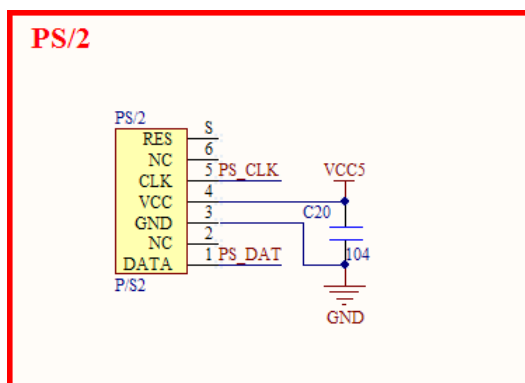 PS/2
PS/2
RES S
NC 6
CLK 5 PS_CLK
VCC 4
GND 3
NC 2
DATA 1 PS_DAT
P/S2
VCC5
C20
104
GND